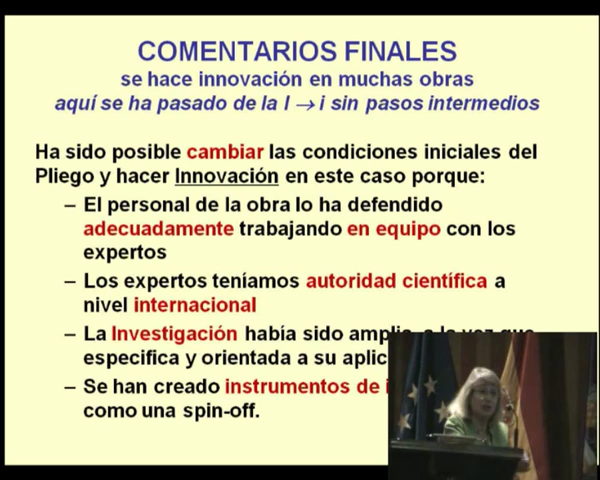 COMENTARIOS FINALES
se hace innovación en muchas obras
aquí se ha pasado de la I → i sin pasos intermedios
Ha sido posible cambiar las condiciones iniciales del
Pliego y hacer Innovación en este caso porque:
– El personal de la obra lo ha defendido
adecuadamente trabajando en equipo con los
expertos
– Los expertos teníamos autoridad científica a
nivel internacional
– La Investigación había sido amplia, a la vez que
especifica y orientada a su
– Se han creado instrumentos de
como una spin-off.